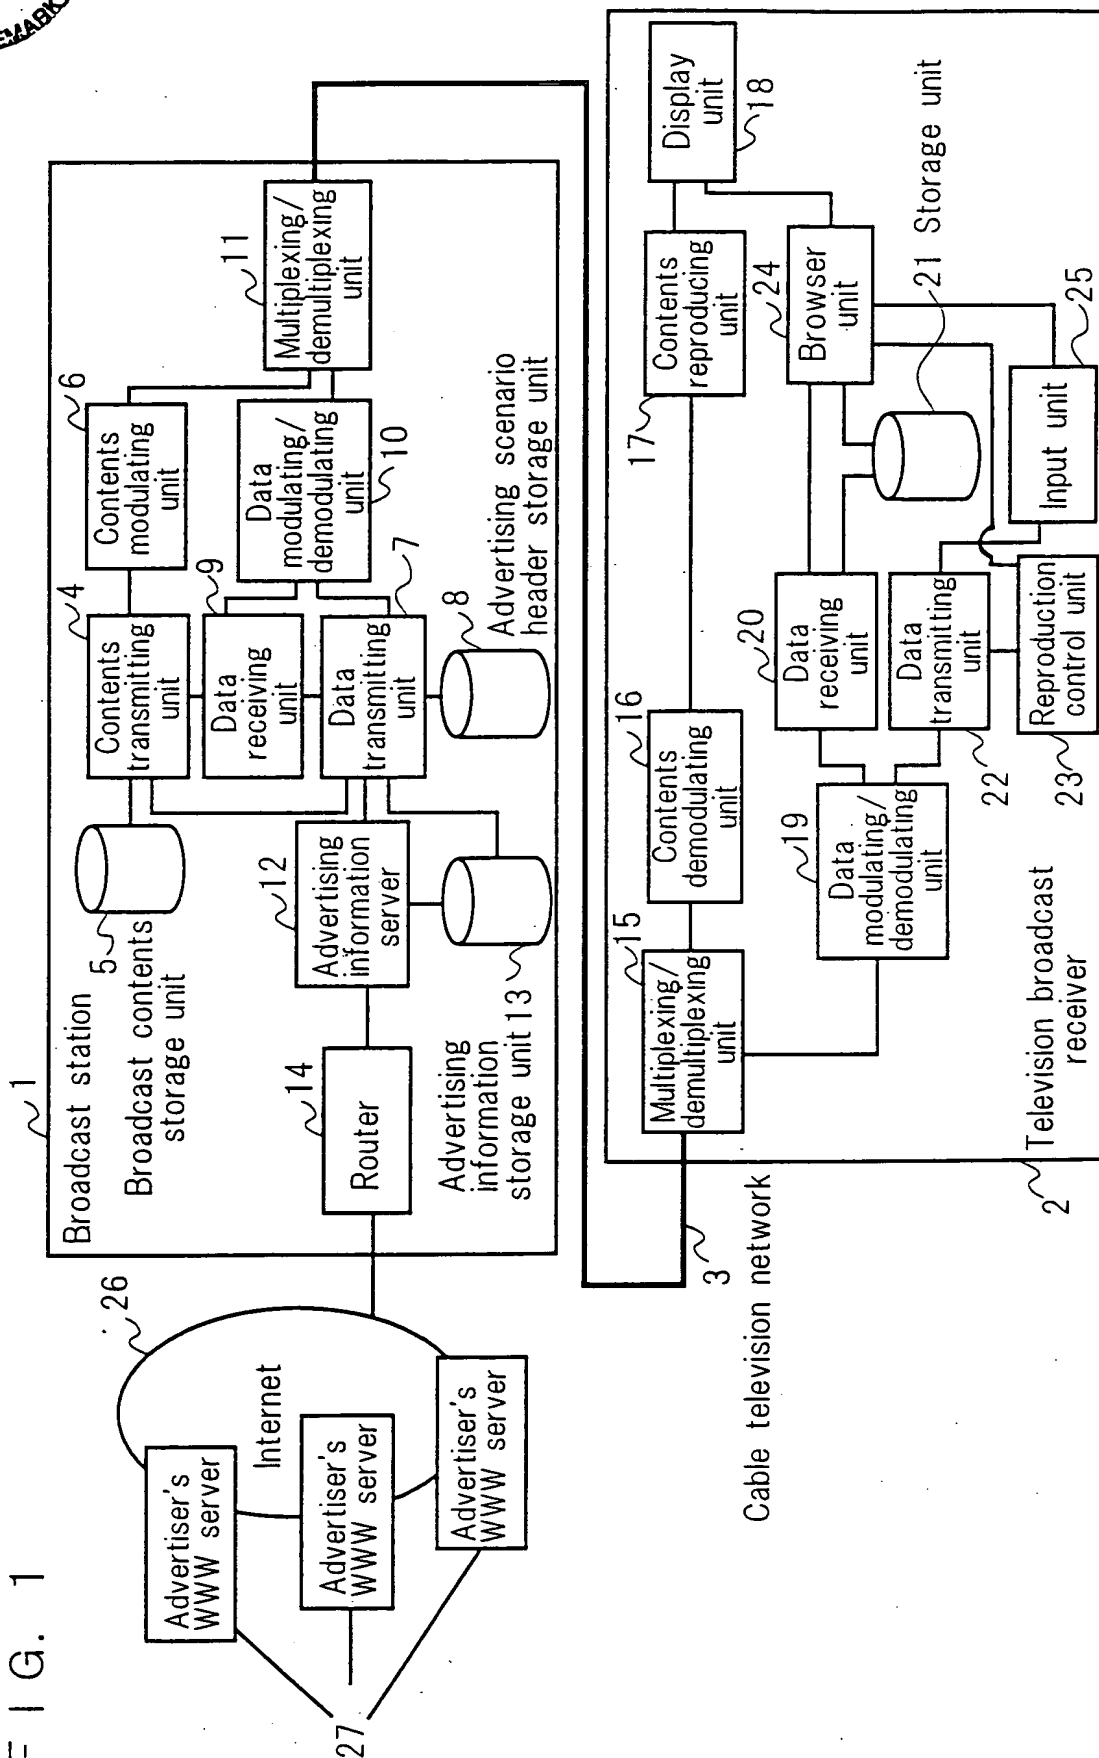 FIG. 1
1
Broadcast station
Broadcast contents
storage unit
5
Contents
transmitting
unit
4
Contents
modulating
unit
6
Data
receiving
unit
9
Data
transmitting
unit
7
Data
modulating/
demodulating
unit
10
Multiplexing/
demultiplexing
unit
11
8
Advertising scenario
header storage unit
Advertising
information
server
12
Advertising
information
storage unit 13
Router
14
26
Internet
Advertiser's
WWW server
Advertiser's
WWW server
Advertiser's
WWW server
27
Cable television network
3
2
Television broadcast
receiver
Multiplexing/
demultiplexing
unit
15
Contents
demodulating
unit
16
Contents
reproducing
unit
17
Display
unit
18
Data
modulating/
demodulating
unit
19
Data
receiving
unit
20
Data
transmitting
unit
22
Reproduction
control unit
23
Browser
unit
24
21 Storage unit
Input unit
25